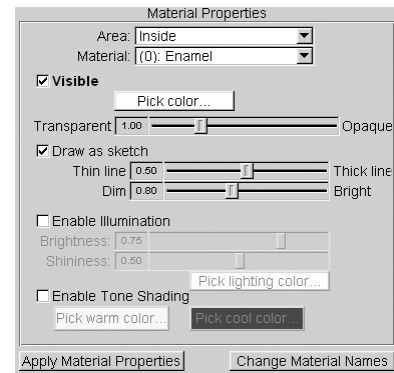 Material Properties
Area: Inside
Material: (0): Enamel
Visible
Pick color...
Transparent 1.00 Opaque
Draw as sketch
Thin line 0.50 Thick line
Dim 0.80 Bright
Enable Illumination
Brightness: 0.75
Shininess: 0.50
Pick lighting color...
Enable Tone Shading
Pick warm color... Pick cool color...
Apply Material Properties Change Material Names